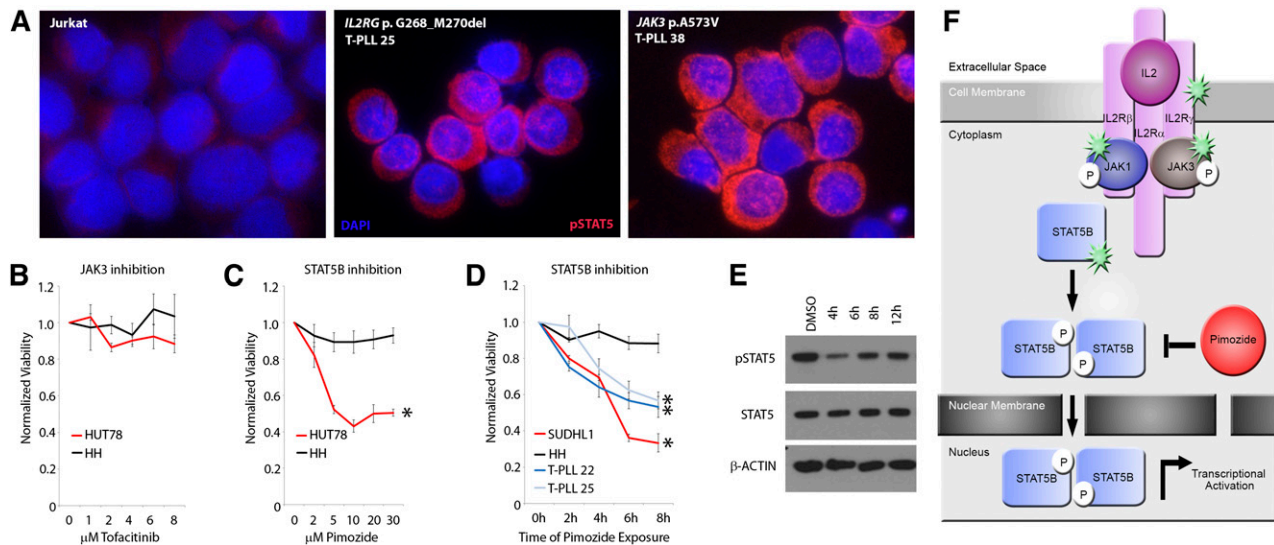 A
Jurkat
IL2RG p. G268_M270del
T-PLL 25
JAK3 p.A573V
T-PLL 38
DAPI
pSTAT5
B
JAK3 inhibition
Normalized Viability
1.2
1.0
0.8
0.6
0.4
0.2
0
HUT78
HH
0 1 2 4 6 8
μM Tofacitinib
C
STAT5B inhibition
Normalized Viability
1.2
1.0
0.8
0.6
0.4
0.2
0
*
HUT78
HH
0 2 5 10 20 30
μM Pimozide
D
STAT5B inhibition
Normalized Viability
1.2
1.0
0.8
0.6
0.4
0.2
0
*
*
*
SUDHL1
HH
T-PLL 22
T-PLL 25
0h 2h 4h 6h 8h
Time of Pimozide Exposure
E
DMSO
4h
6h
8h
12h
pSTAT5
STAT5
β-ACTIN
F
Extracellular Space
IL2
Cell Membrane
IL2Rβ
IL2Rγ
IL2Rα
Cytoplasm
JAK1
JAK3
P
P
STAT5B
STAT5B
P
P
STAT5B
Pimozide
Nuclear Membrane
Nucleus
STAT5B
P
P
STAT5B
Transcriptional
Activation